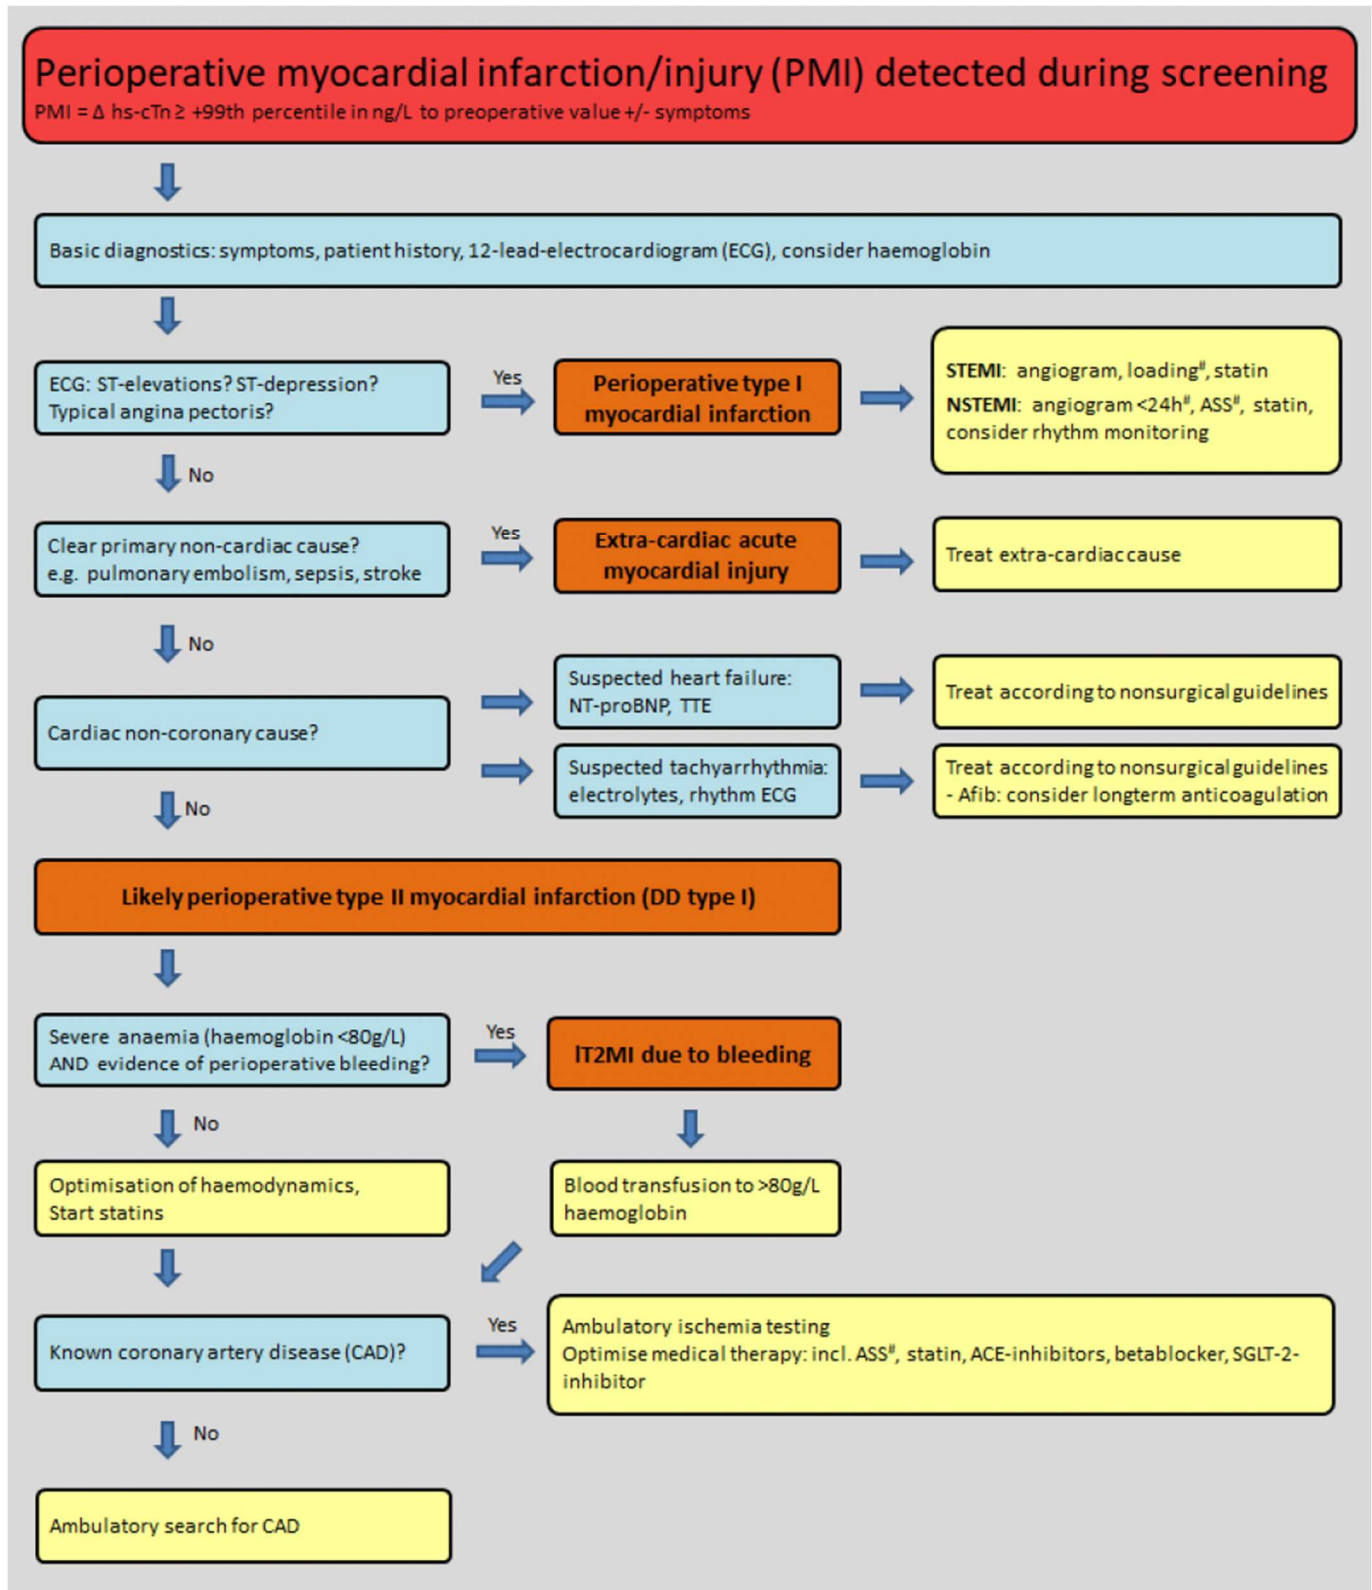 Perioperative myocardial infarction/injury (PMI) detected during screening
PMI = Δ hs-cTn ≥ +99th percentile in ng/L to preoperative value +/- symptoms
Basic diagnostics: symptoms, patient history, 12-lead-electrocardiogram (ECG), consider haemoglobin
ECG: ST-elevations? ST-depression?
Typical angina pectoris?
Yes
Perioperative type I
myocardial infarction
STEMI: angiogram, loading#, statin
NSTEMI: angiogram <24h#, ASS#, statin,
consider rhythm monitoring
No
Clear primary non-cardiac cause?
e.g. pulmonary embolism, sepsis, stroke
Yes
Extra-cardiac acute
myocardial injury
Treat extra-cardiac cause
No
Cardiac non-coronary cause?
Suspected heart failure:
NT-proBNP, TTE
Treat according to nonsurgical guidelines
Suspected tachyarrhythmia:
electrolytes, rhythm ECG
Treat according to nonsurgical guidelines
- Afib: consider longterm anticoagulation
No
Likely perioperative type II myocardial infarction (DD type I)
Severe anaemia (haemoglobin <80g/L)
AND evidence of perioperative bleeding?
Yes
lT2MI due to bleeding
No
Optimisation of haemodynamics,
Start statins
Blood transfusion to >80g/L
haemoglobin
Known coronary artery disease (CAD)?
Yes
Ambulatory ischemia testing
Optimise medical therapy: incl. ASS#, statin, ACE-inhibitors, betablocker, SGLT-2-
inhibitor
No
Ambulatory search for CAD